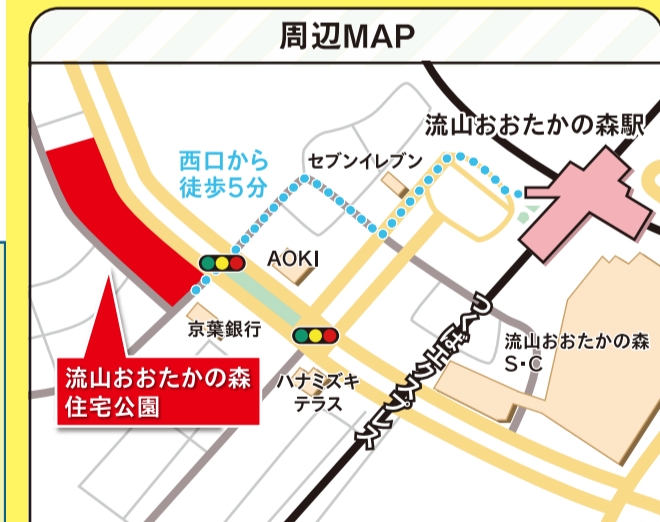 周辺MAP
流山おおたかの森駅
西口から
徒歩5分
セブンイレブン
AOKI
京葉銀行
流山おおたかの森
住宅公園
ハナミズキ
テラス
つくばエクスプレス
流山おおたかの森
S・C